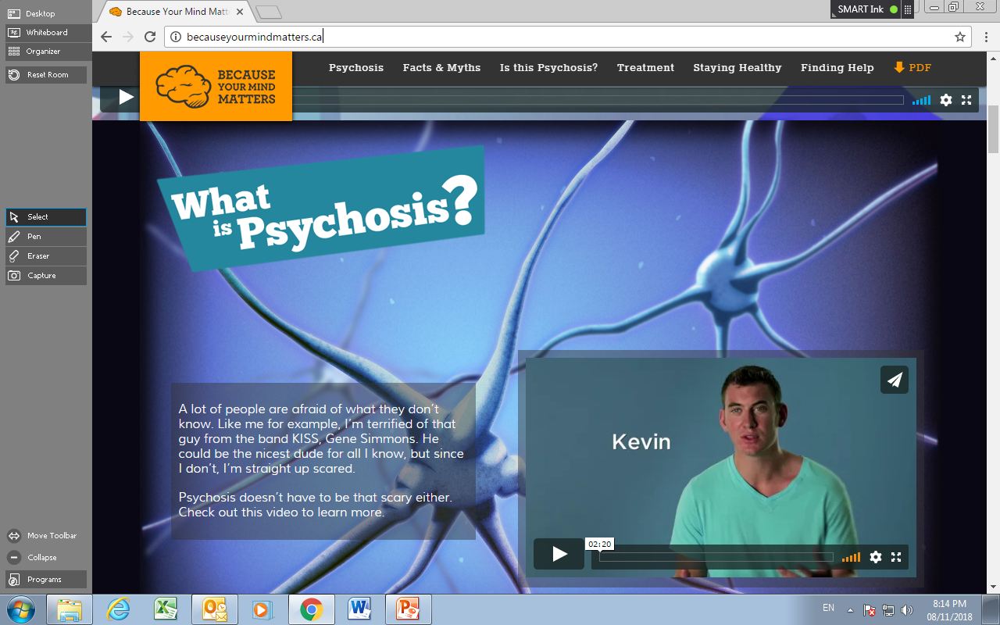 Desktop
Whiteboard
Organizer
Reset Room
Select
Pen
Eraser
Capture
Move Toolbar
Collapse
Programs
Because Your Mind Matt
SMART Ink
becauseyourmindmatters.ca
BECAUSE
YOUR MIND
MATTERS
Psychosis Facts & Myths Is this Psychosis? Treatment Staying Healthy Finding Help PDF
What
is Psychosis?
A lot of people are afraid of what they don't
know. Like me for example, I'm terrified of that
guy from the band KISS, Gene Simmons. He
could be the nicest dude for all I know, but since
I don't, I'm straight up scared.
Psychosis doesn't have to be that scary either.
Check out this video to learn more.
Kevin
02:20
EN
8:14 PM
08/11/2018